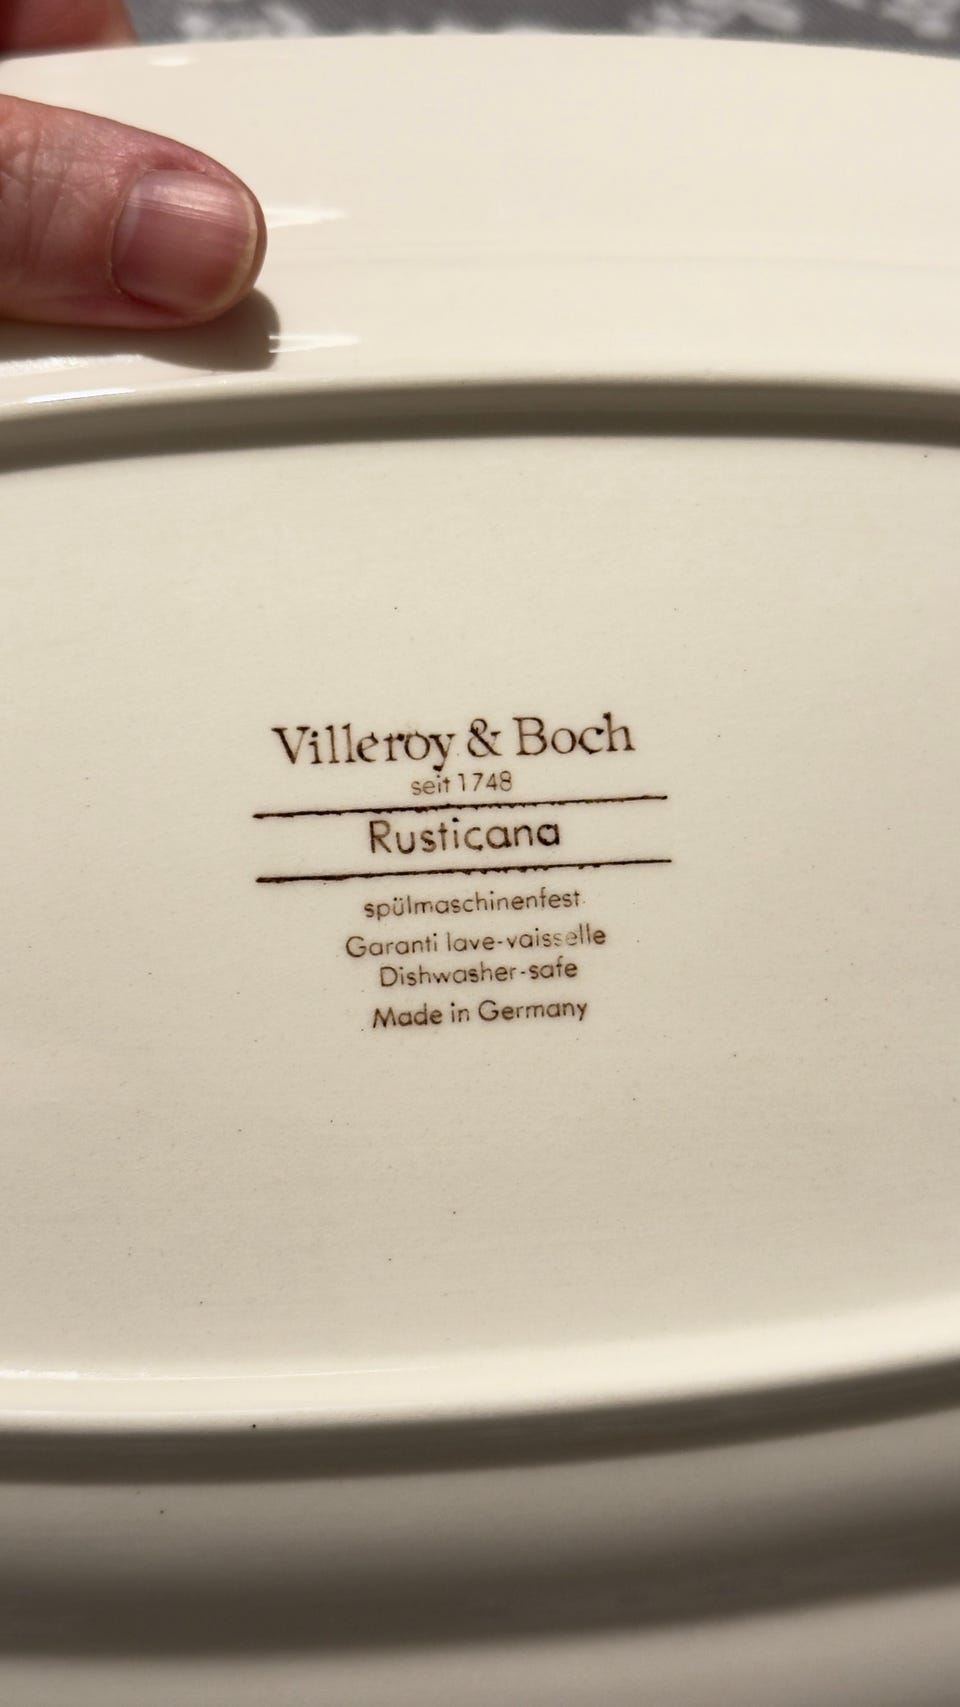 Villeroy & Boch
seit 1748
Rusticana
spülmaschinenfest
Garanti lave-vaisselle
Dishwasher-safe
Made in Germany